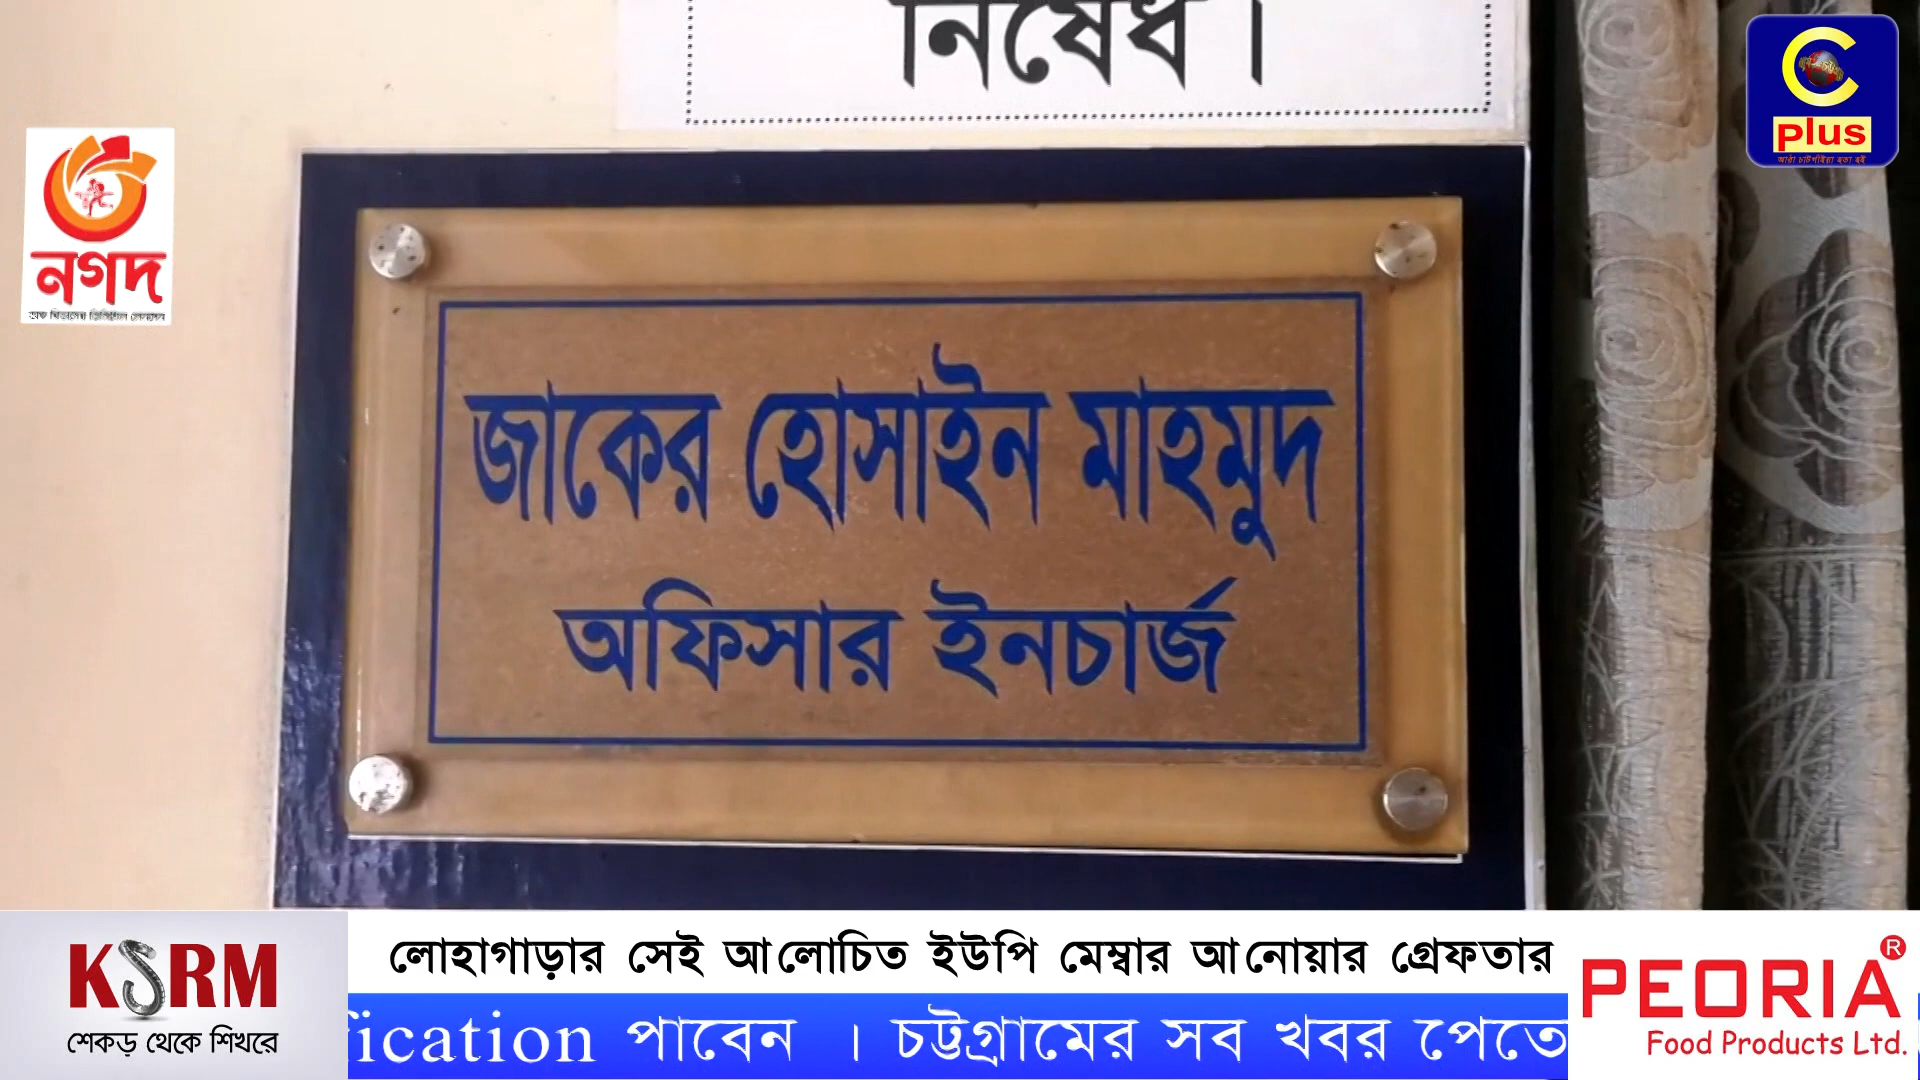 নিষেধ।
C
plus
নগদ
জাকের হোসাইন মাহমুদ
অফিসার ইনচার্জ
KSRM
শেকড় থেকে শিখরে
লোহাগাড়ার সেই আলোচিত ইউপি মেম্বার আনোয়ার গ্রেফতার
fication পাবেন । চট্টগ্রামের সব খবর পেতে
PEORIA®
Food Products Ltd.